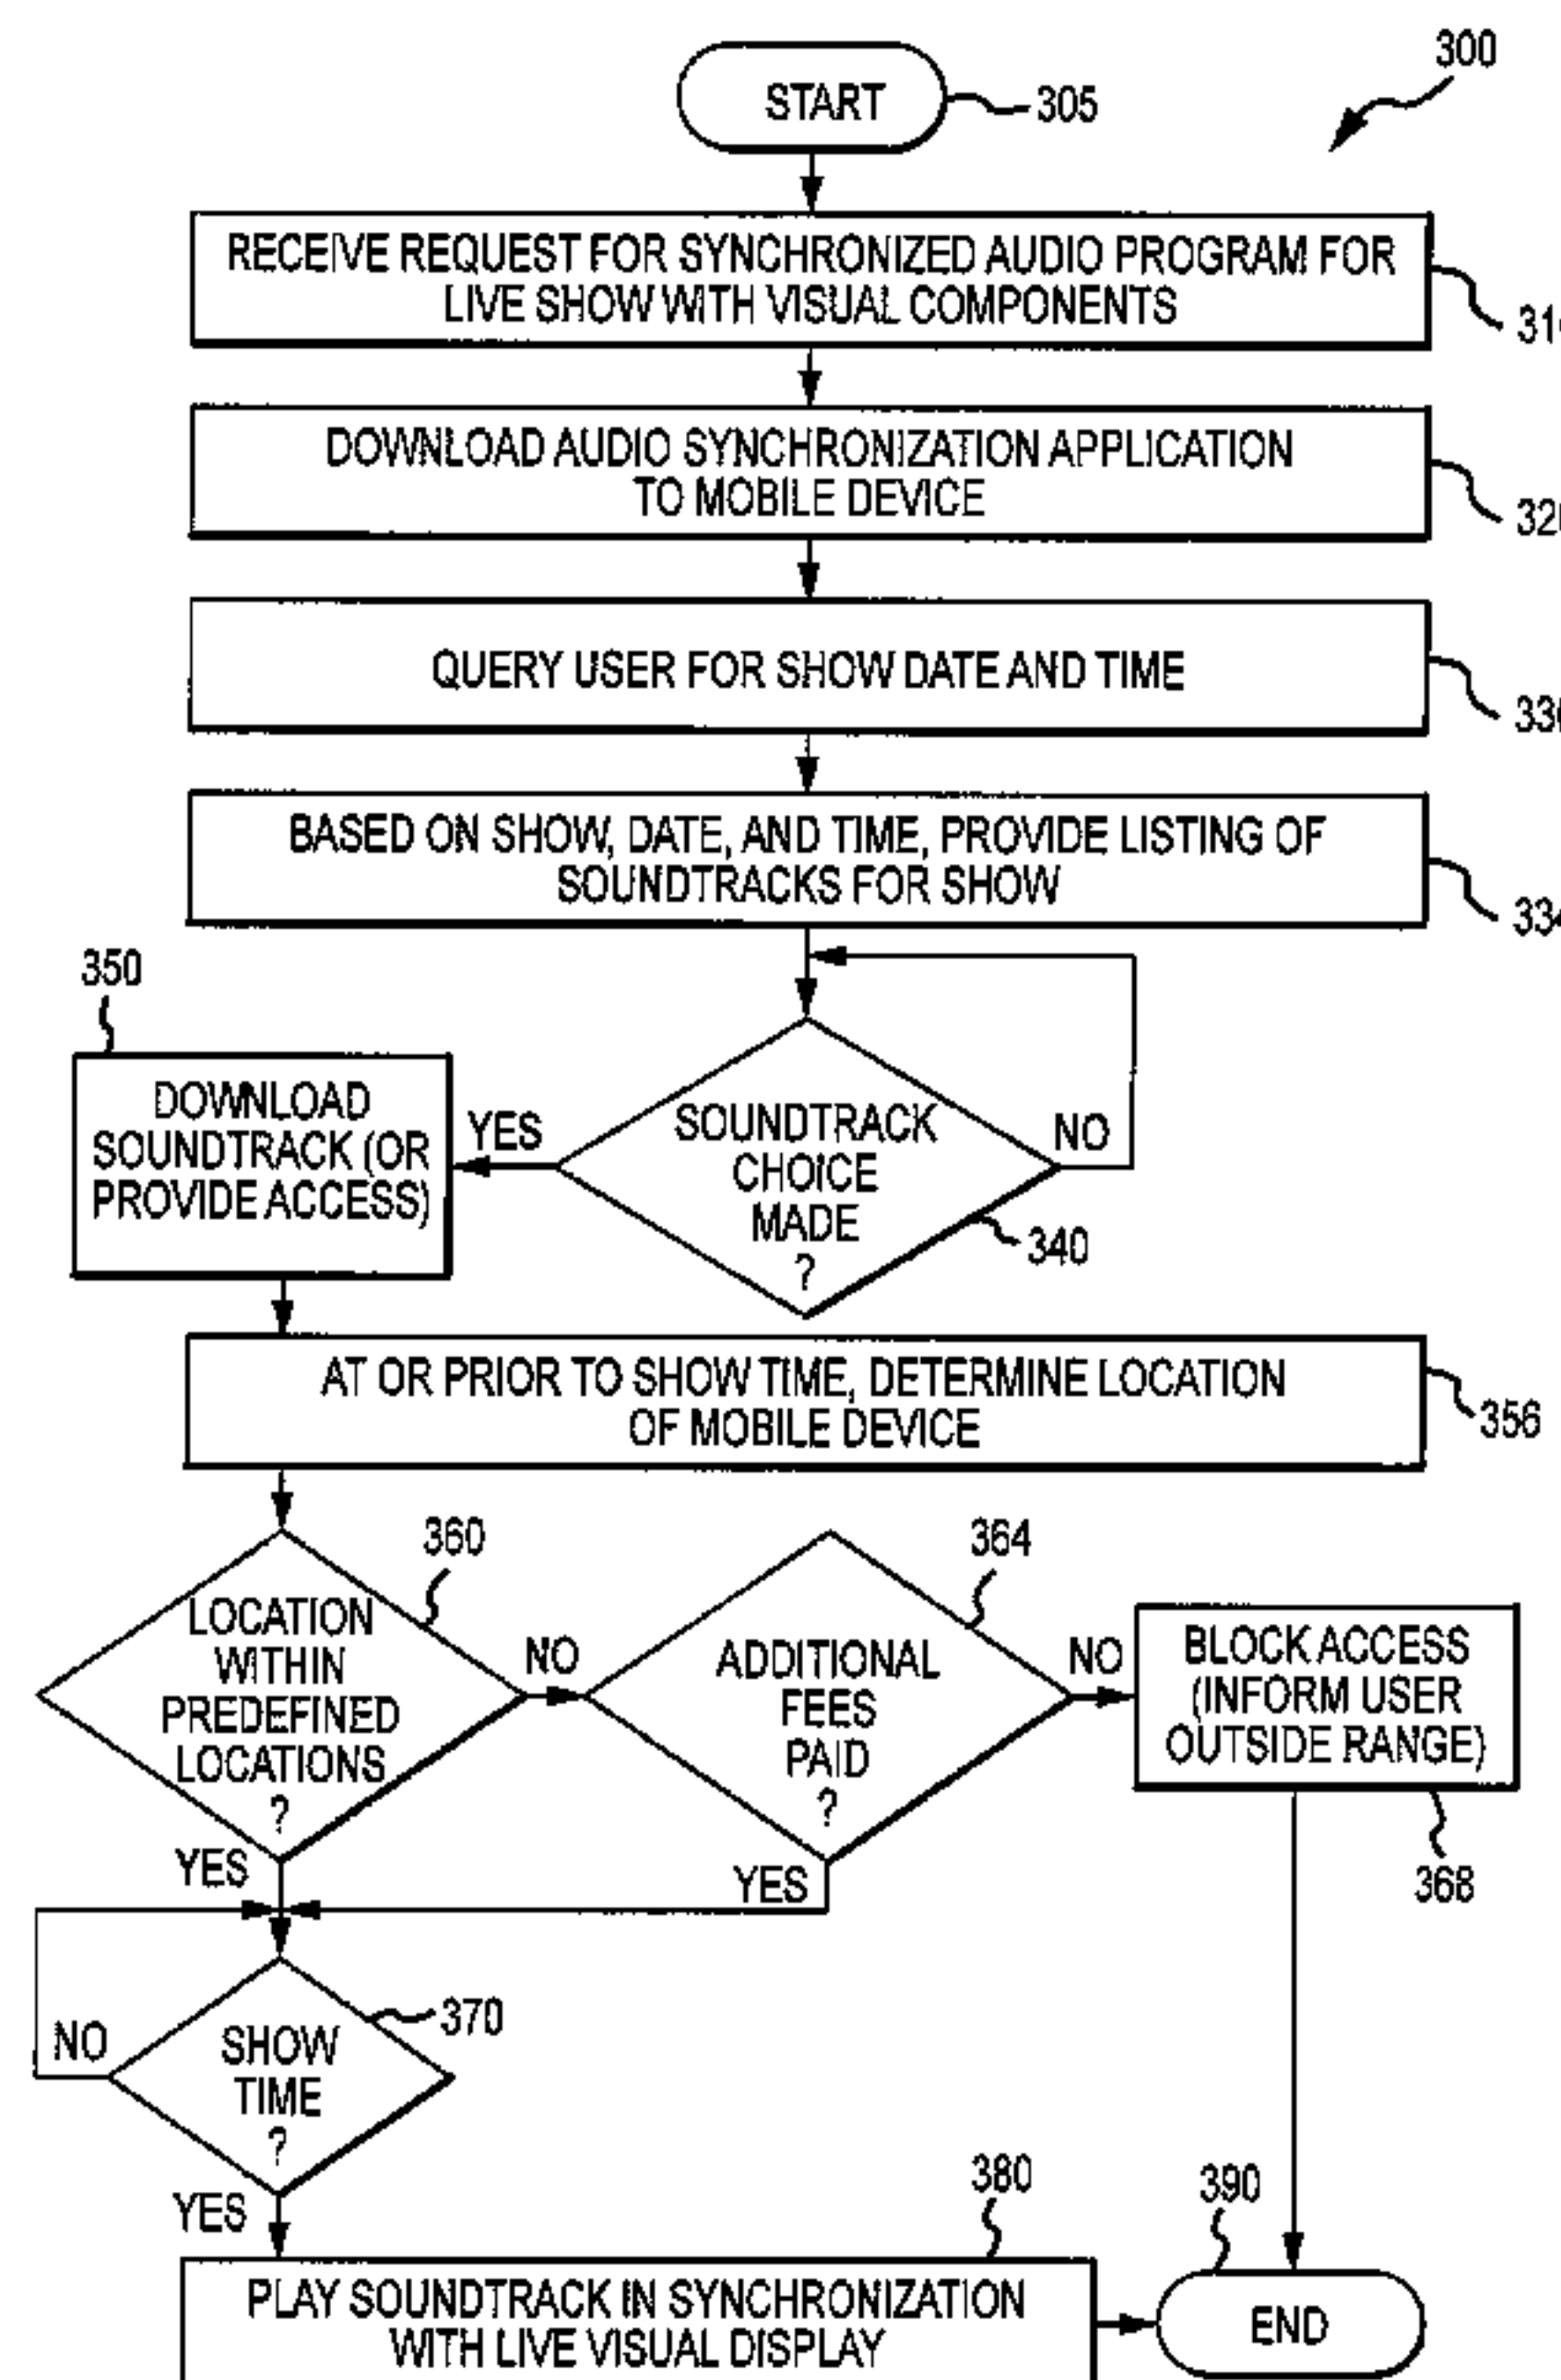 300
START
305
RECEIVE REQUEST FOR SYNCHRONIZED AUDIO PROGRAM FOR
LIVE SHOW WITH VISUAL COMPONENTS
DOWNLOAD AUDIO SYNCHRONIZATION APPLICATION
TO MOBILE DEVICE
QUERY USER FOR SHOW DATE AND TIME
BASED ON SHOW, DATE, AND TIME, PROVIDE LISTING OF
SOUNDTRACKS FOR SHOW
334
350
DOWNLOAD
SOUNDTRACK (OR
PROVIDE ACCESS)
YES
SOUNDTRACK
CHOICE
MADE
?
NO
340
AT OR PRIOR TO SHOW TIME, DETERMINE LOCATION
OF MOBILE DEVICE
356
360
LOCATION
WITHIN
PREDEFINED
LOCATIONS
?
NO
YES
364
ADDITIONAL
FEES
PAID
?
NO
YES
BLOCK ACCESS
(INFORM USER
OUTSIDE RANGE)
368
370
SHOW
TIME
?
NO
YES
380
PLAY SOUNDTRACK IN SYNCHRONIZATION
WITH LIVE VISUAL DISPLAY
390
END